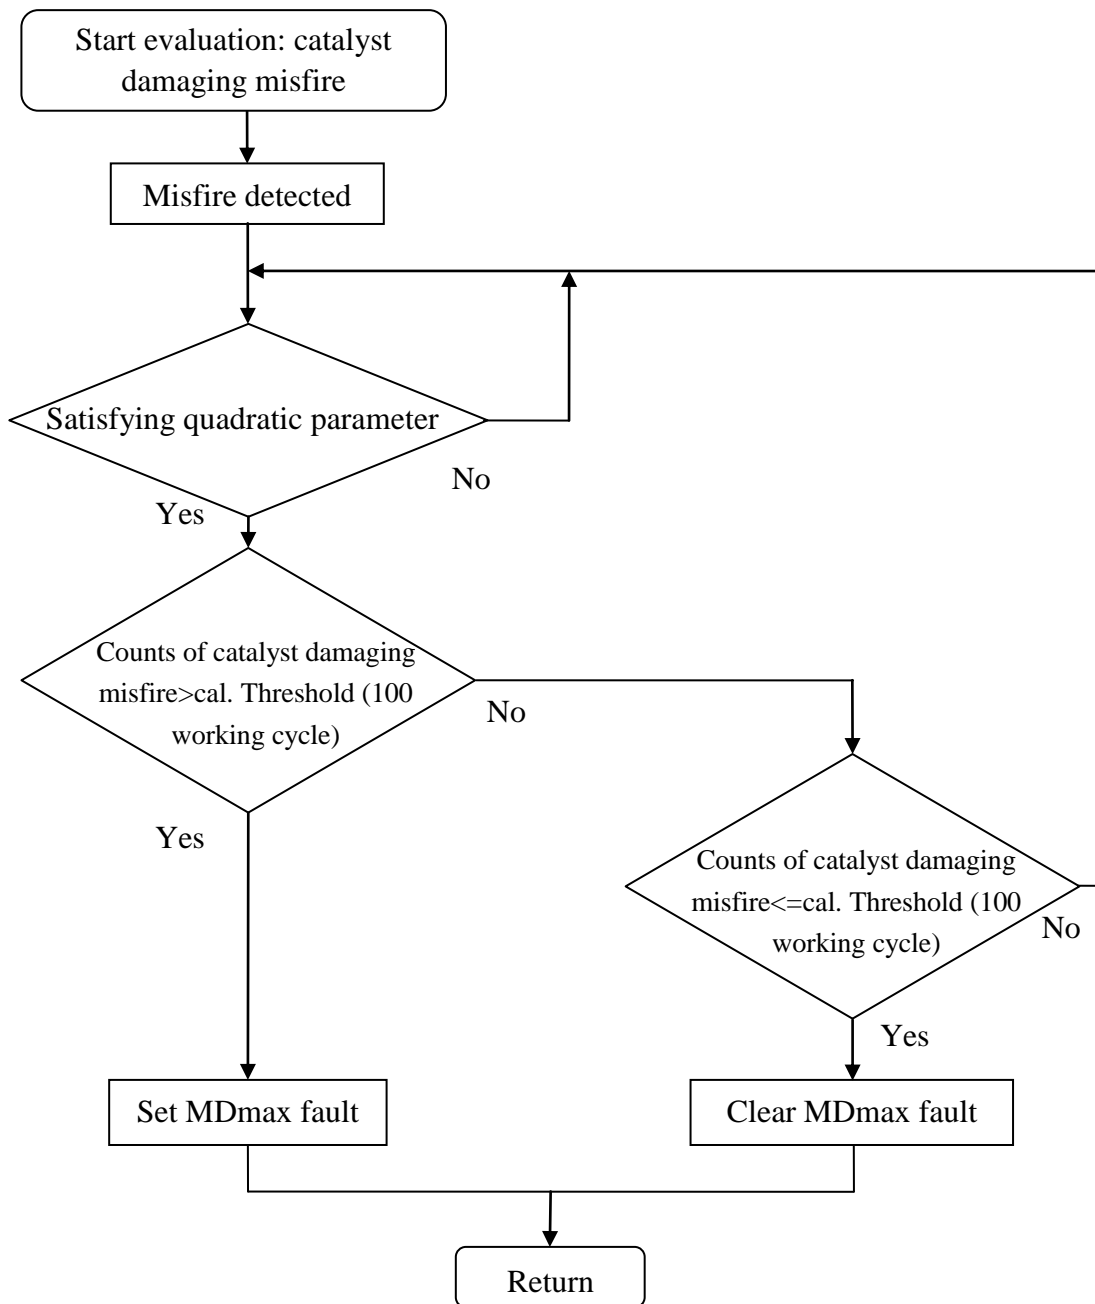 Start evaluation: catalyst
damaging misfire
Misfire detected
Satisfying quadratic parameter
No
Yes
Counts of catalyst damaging
misfire>cal. Threshold (100
working cycle)
No
Yes
Counts of catalyst damaging
misfire<=cal. Threshold (100
working cycle)
No
Yes
Set MDmax fault
Clear MDmax fault
Return